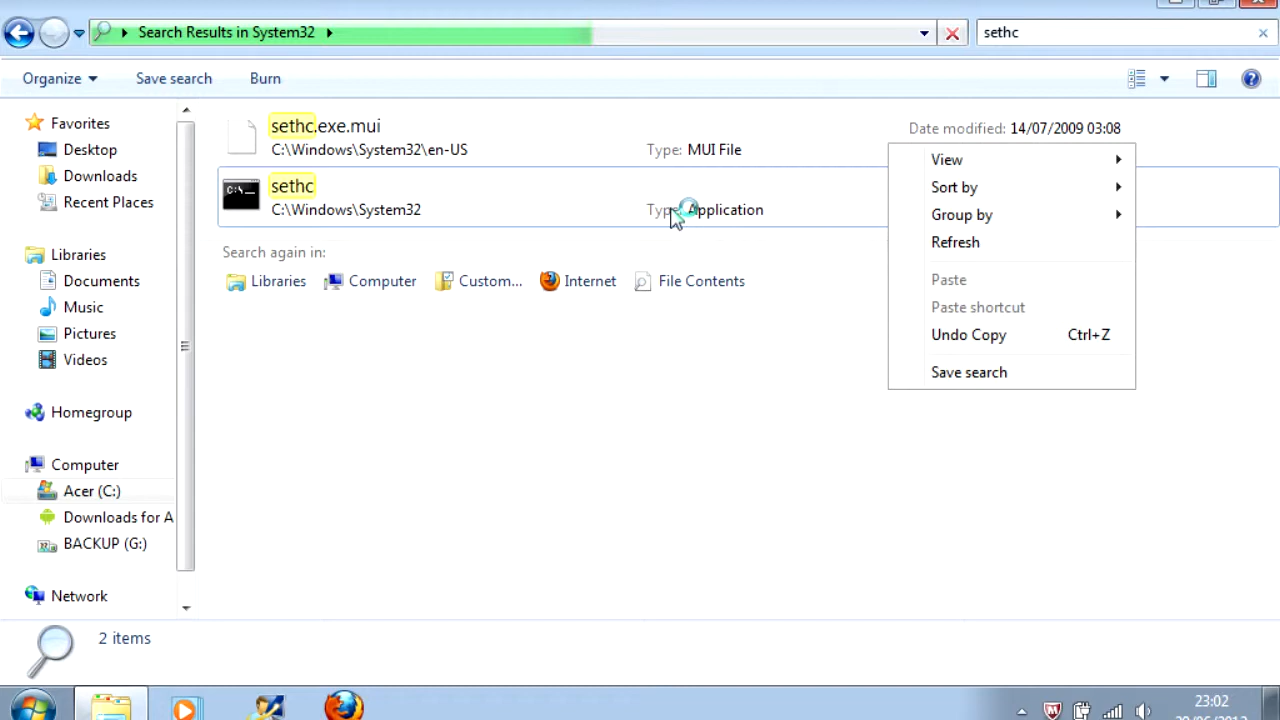 Search Results in System32
sethc
Organize
Save search
Burn
Favorites
Desktop
Downloads
Recent Places
Libraries
Documents
Music
Pictures
Videos
Homegroup
Computer
Acer (C:)
Downloads for A
BACKUP (G:)
Network
sethc.exe.mui
C:\Windows\System32\en-US
Type: MUI File
Date modified: 14/07/2009 03:08
sethc
C:\Windows\System32
Type: Application
Search again in:
Libraries
Computer
Custom...
Internet
File Contents
View
Sort by
Group by
Refresh
Paste
Paste shortcut
Undo Copy Ctrl+Z
Save search
2 items
23:02